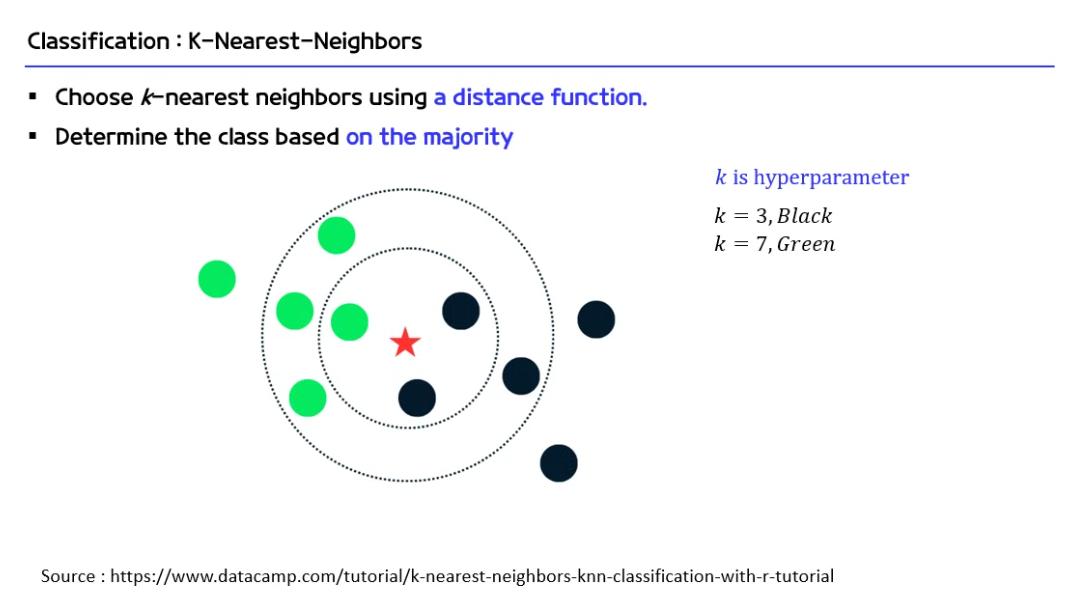 Classification : K-Nearest-Neighbors
▪ Choose k-nearest neighbors using a distance function.
▪ Determine the class based on the majority
k is hyperparameter
k = 3, Black
k = 7, Green
Source : https://www.datacamp.com/tutorial/k-nearest-neighbors-knn-classification-with-r-tutorial